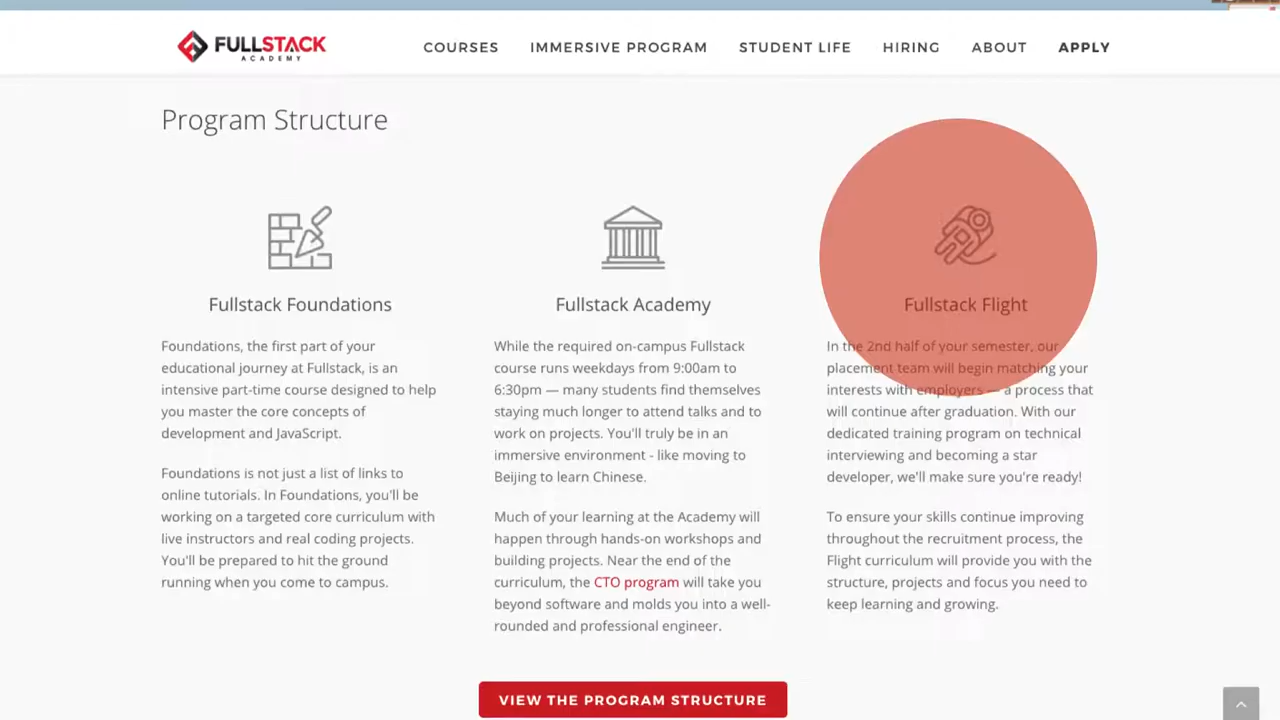 FULLSTACK
ACADEMY
COURSES
IMMERSIVE PROGRAM
STUDENT LIFE
HIRING
ABOUT
APPLY
Program Structure
Fullstack Foundations
Foundations, the first part of your
educational journey at Fullstack, is an
intensive part-time course designed to help
you master the core concepts of
development and JavaScript.
Foundations is not just a list of links to
online tutorials. In Foundations, you'll be
working on a targeted core curriculum with
live instructors and real coding projects.
You'll be prepared to hit the ground
running when you come to campus.
Fullstack Academy
While the required on-campus Fullstack
course runs weekdays from 9:00am to
6:30pm — many students find themselves
staying much longer to attend talks and to
work on projects. You'll truly be in an
immersive environment - like moving to
Beijing to learn Chinese.
Much of your learning at the Academy will
happen through hands-on workshops and
building projects. Near the end of the
curriculum, the CTO program will take you
beyond software and molds you into a well-
rounded and professional engineer.
Fullstack Flight
In the 2nd half of your semester, our
placement team will begin matching your
interests with employers — a process that
will continue after graduation. With our
dedicated training program on technical
interviewing and becoming a star
developer, we'll make sure you're ready!
To ensure your skills continue improving
throughout the recruitment process, the
Flight curriculum will provide you with the
structure, projects and focus you need to
keep learning and growing.
VIEW THE PROGRAM STRUCTURE